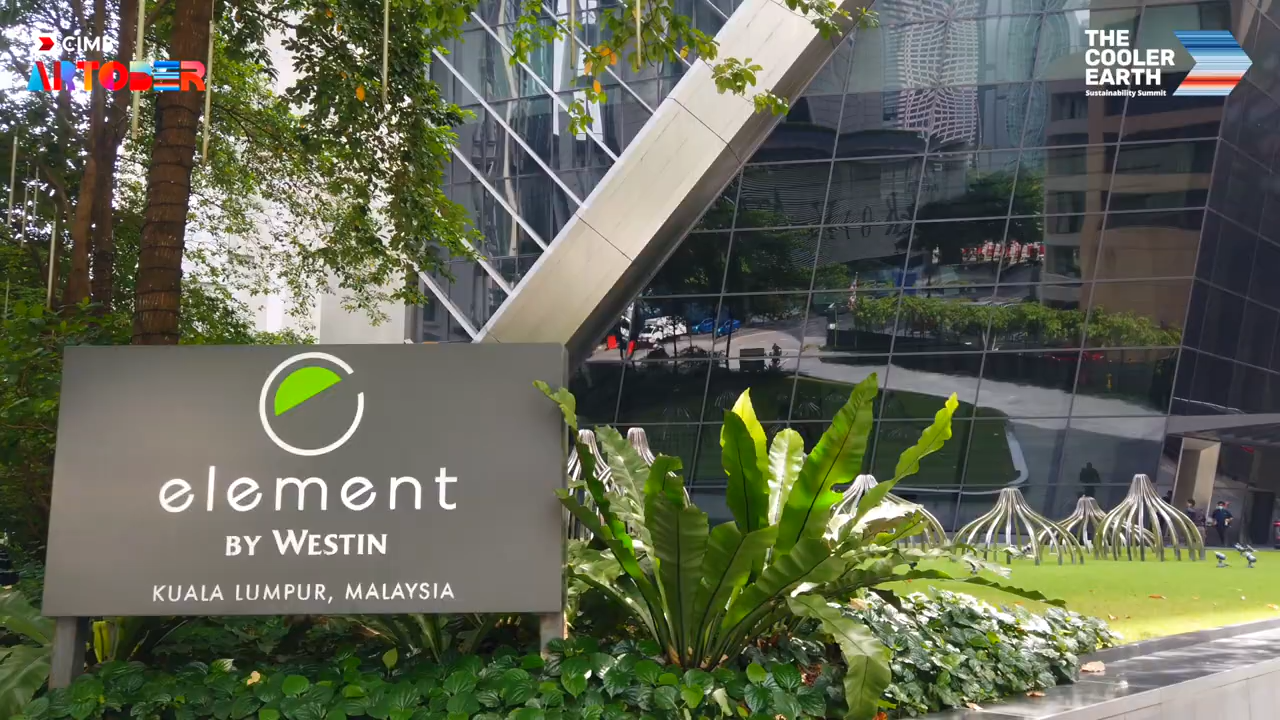 CIMB
ARTOBER
THE
COOLER
EARTH
Sustainability Summit
element
BY WESTIN
KUALA LUMPUR, MALAYSIA